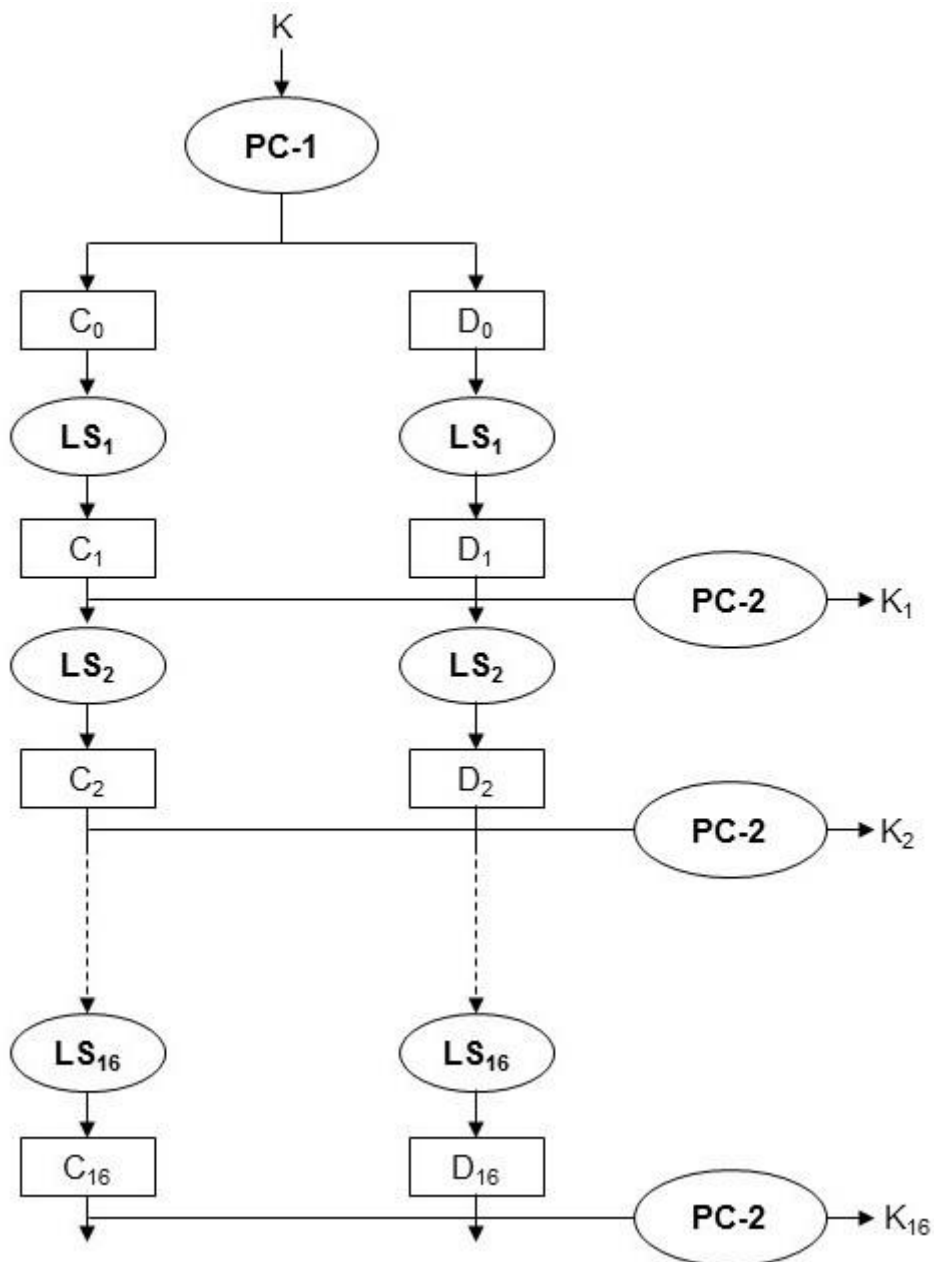 K
PC-1
C₀ D₀
LS₁ LS₁
C₁ D₁
PC-2 K₁
LS₂ LS₂
C₂ D₂
PC-2 K₂
LS₁₆ LS₁₆
C₁₆ D₁₆
PC-2 K₁₆